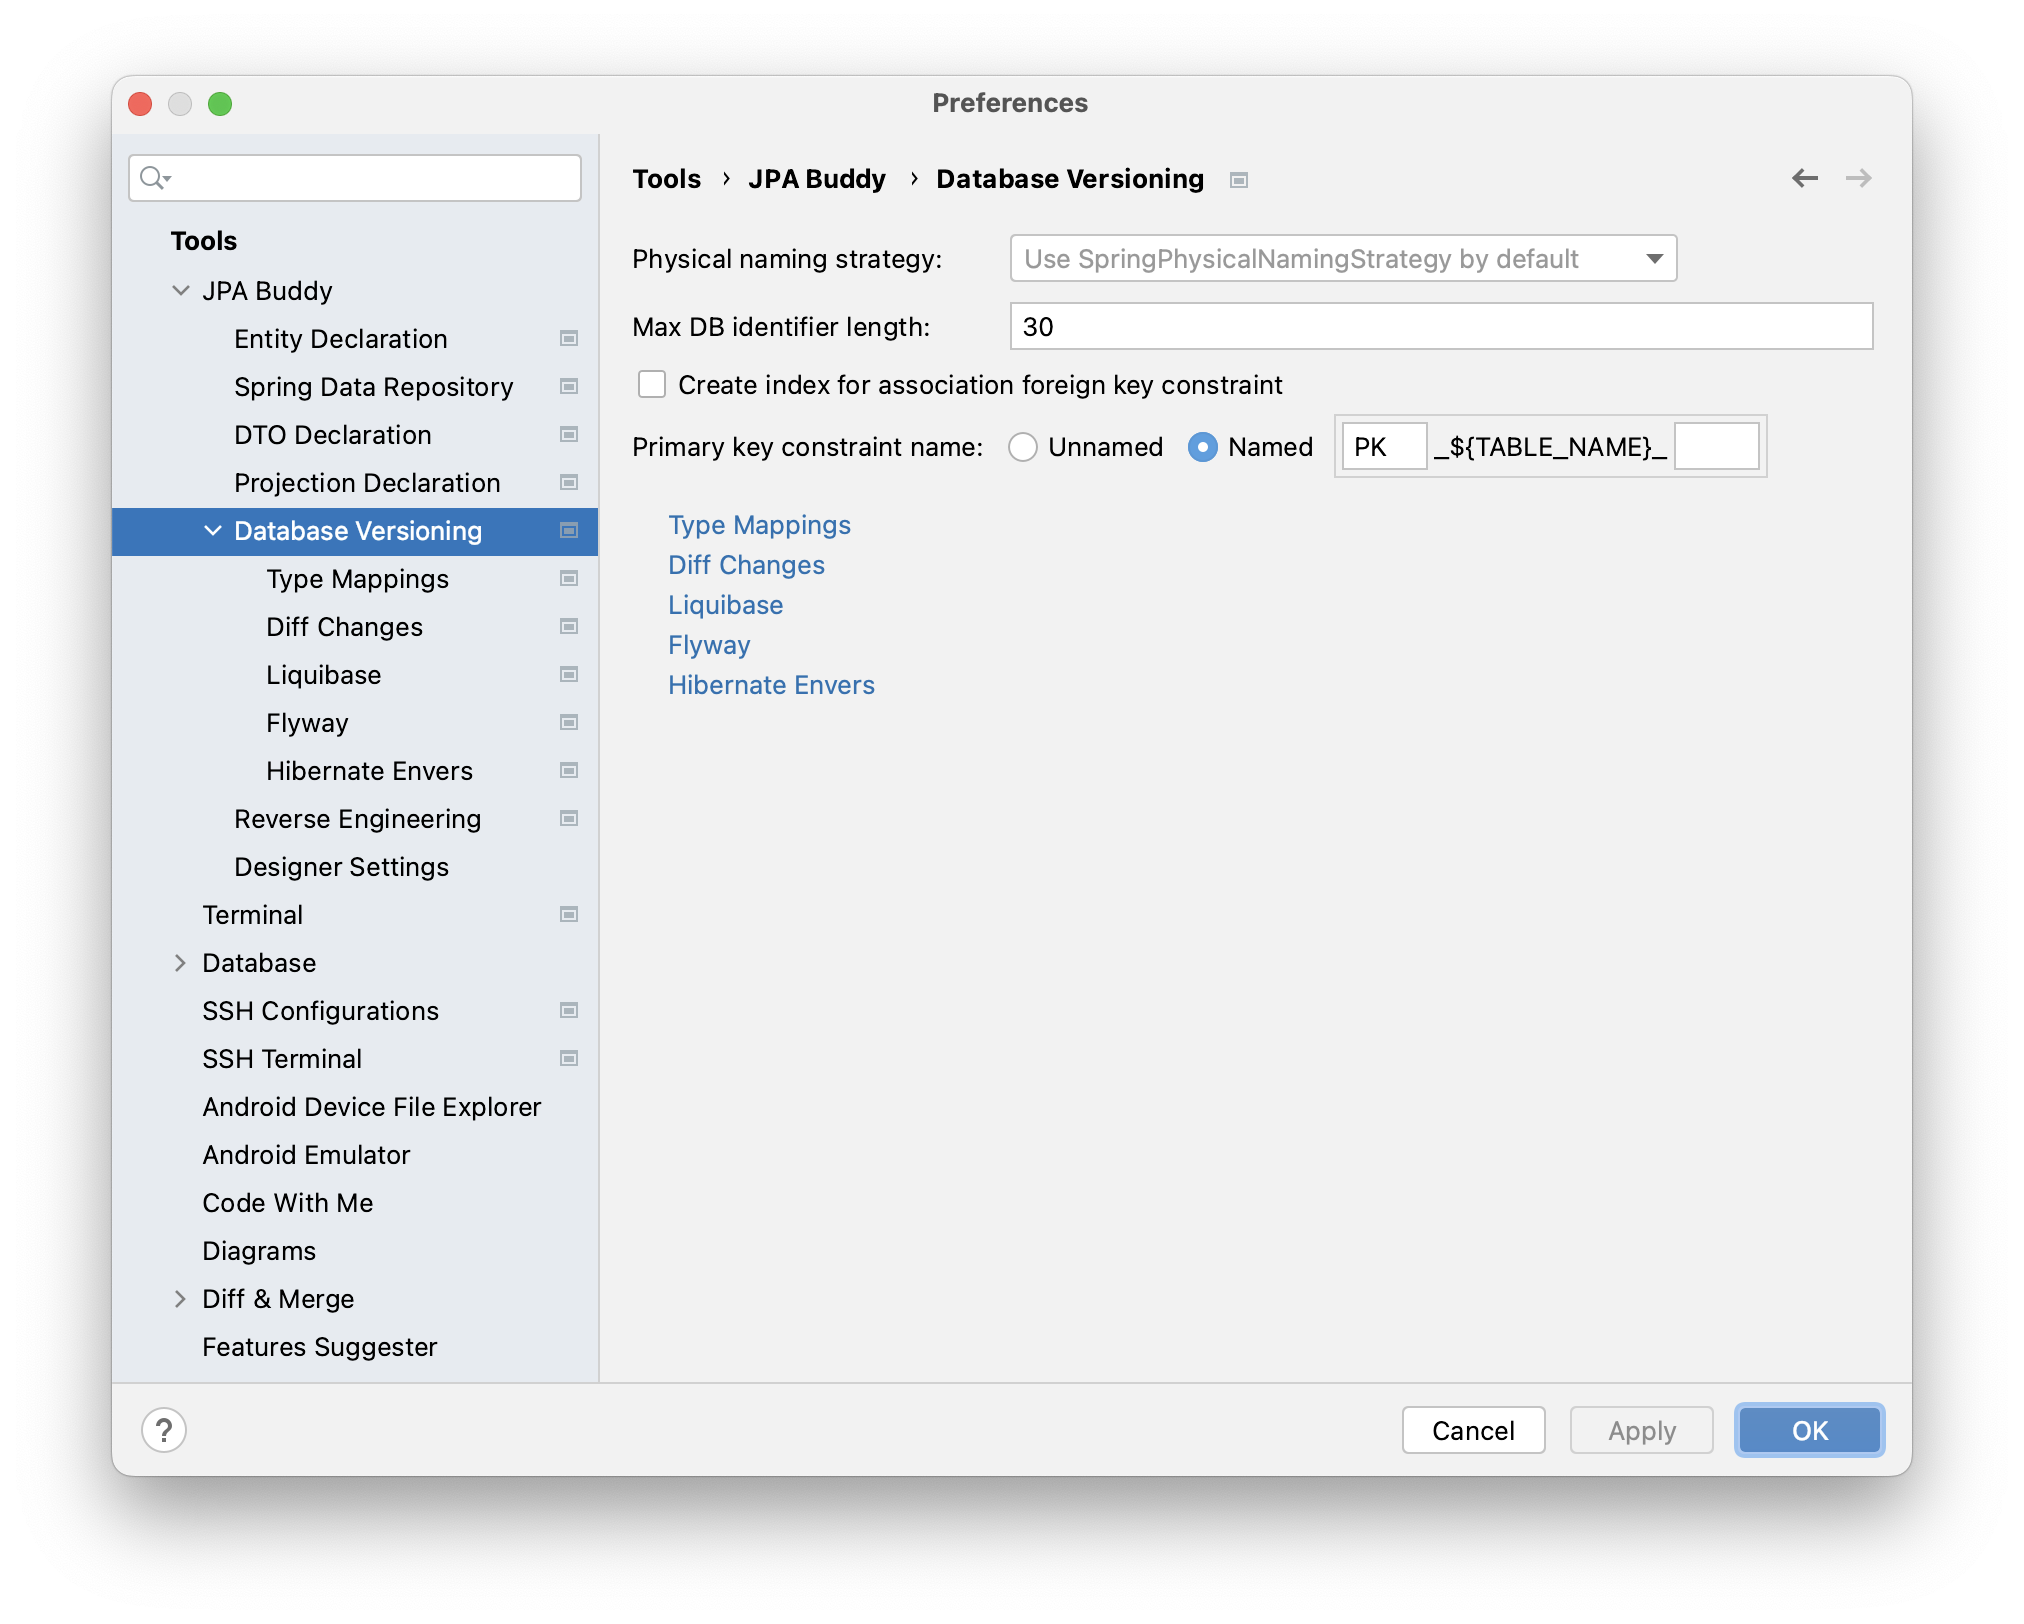 Preferences
Tools
JPA Buddy
Entity Declaration
Spring Data Repository
DTO Declaration
Projection Declaration
Database Versioning
Type Mappings
Diff Changes
Liquibase
Flyway
Hibernate Envers
Reverse Engineering
Designer Settings
Terminal
Database
SSH Configurations
SSH Terminal
Android Device File Explorer
Android Emulator
Code With Me
Diagrams
Diff & Merge
Features Suggester
Tools › JPA Buddy › Database Versioning
Physical naming strategy: Use SpringPhysicalNamingStrategy by default
Max DB identifier length: 30
Create index for association foreign key constraint
Primary key constraint name: Unnamed Named PK _${TABLE_NAME}_
Type Mappings
Diff Changes
Liquibase
Flyway
Hibernate Envers
? Cancel Apply OK